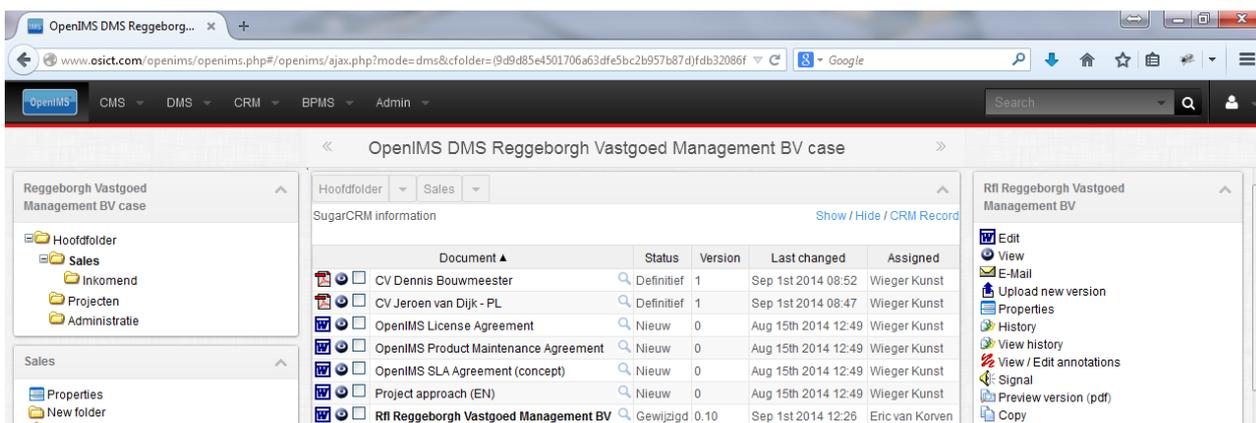 OpenIMS DMS Reggeborg... × +
www.osict.com/openims/openims.php#/openims/ajax.php?mode=dms&cfolder=(9d9d85e4501706a63dfe5bc2b957b87d)fdb32086f Google
OpenIMS CMS DMS CRM BPMS Admin Search
« OpenIMS DMS Reggeborgh Vastgoed Management BV case »
Reggeborgh Vastgoed
Management BV case
Hoofdfolder
Sales
Inkomend
Projecten
Administratie
Sales
Properties
New folder
Hoofdfolder Sales
SugarCRM information Show / Hide / CRM Record
Document ▲ Status Version Last changed Assigned
CV Dennis Bouwmeester Definitief 1 Sep 1st 2014 08:52 Wieger Kunst
CV Jeroen van Dijk - PL Definitief 1 Sep 1st 2014 08:47 Wieger Kunst
OpenIMS License Agreement Nieuw 0 Aug 15th 2014 12:49 Wieger Kunst
OpenIMS Product Maintenance Agreement Nieuw 0 Aug 15th 2014 12:49 Wieger Kunst
OpenIMS SLA Agreement (concept) Nieuw 0 Aug 15th 2014 12:49 Wieger Kunst
Project approach (EN) Nieuw 0 Aug 15th 2014 12:49 Wieger Kunst
Rfl Reggeborgh Vastgoed Management BV Gewijzigd 0.10 Sep 1st 2014 12:26 Eric van Korven
Rfl Reggeborgh Vastgoed
Management BV
Edit
View
E-Mail
Upload new version
Properties
History
View history
View / Edit annotations
Signal
Preview version (pdf)
Copy